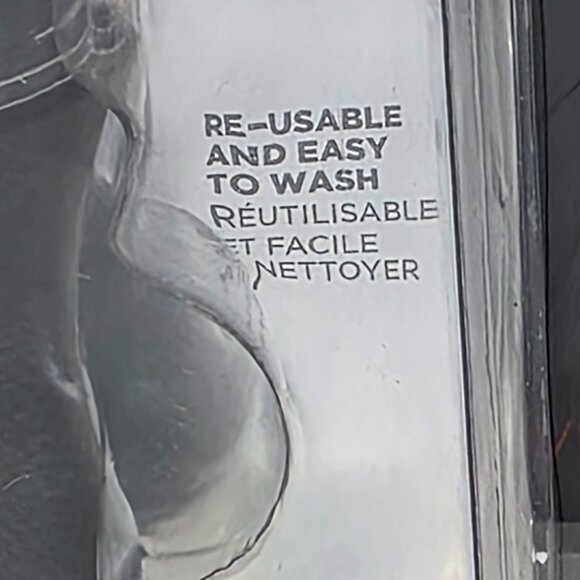 RE-USABLE
AND EASY
TO WASH
RÉUTILISABLE
ET FACILE
NETTOYER